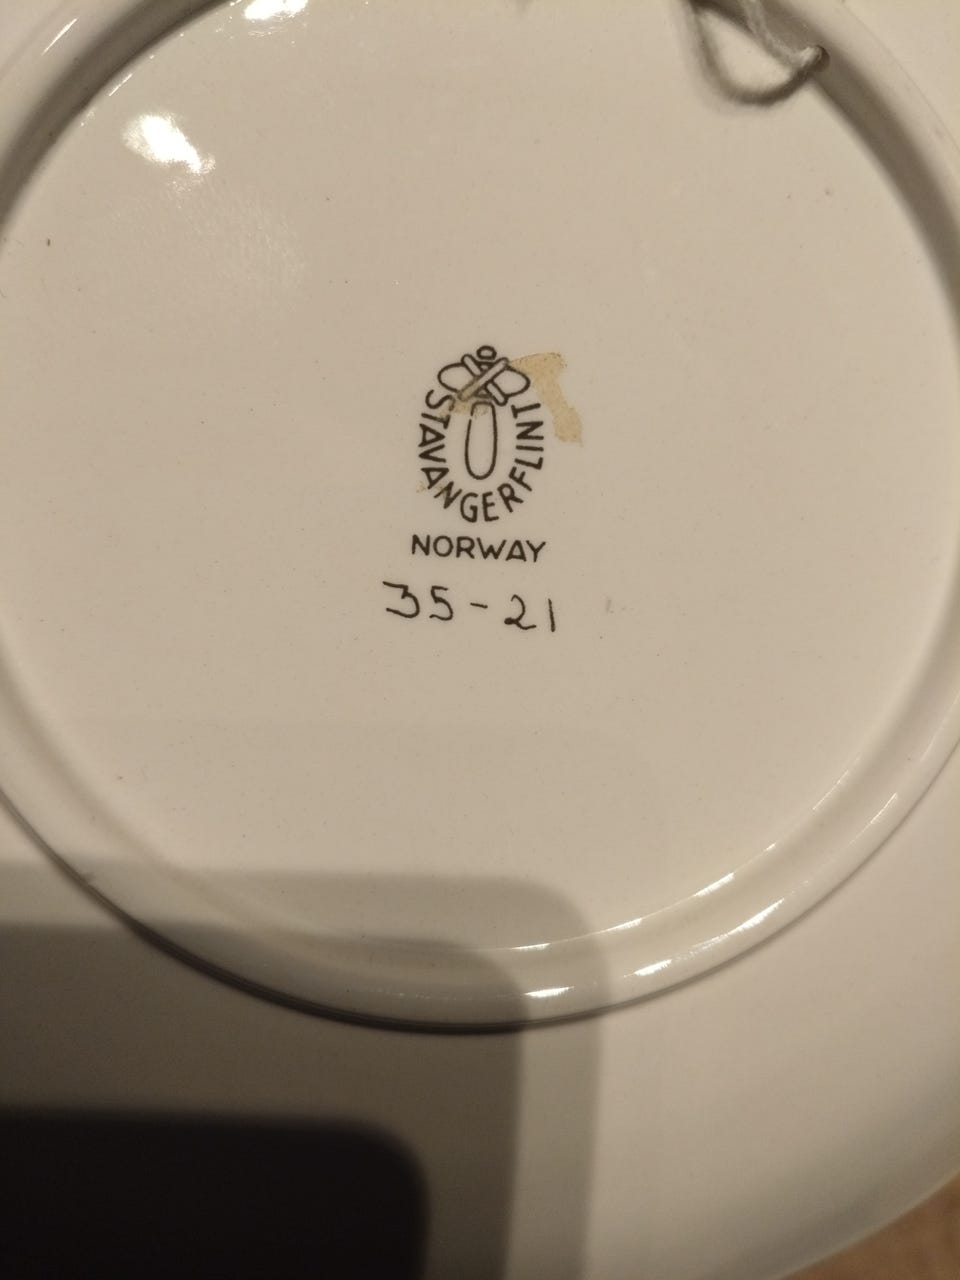 STAVANGERFLINT
NORWAY
35-21